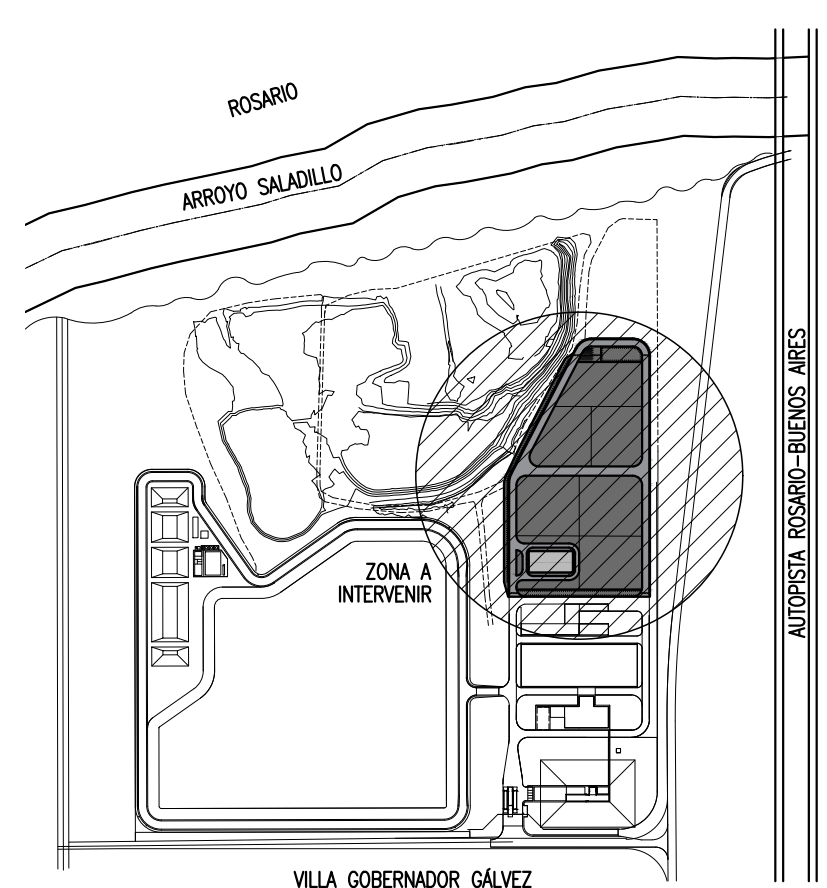 ROSARIO
ARROYO SALADILLO
AUTOPISTA ROSARIO-BUENOS AIRES
ZONA A
INTERVENIR
VILLA GOBERNADOR GÁLVEZ